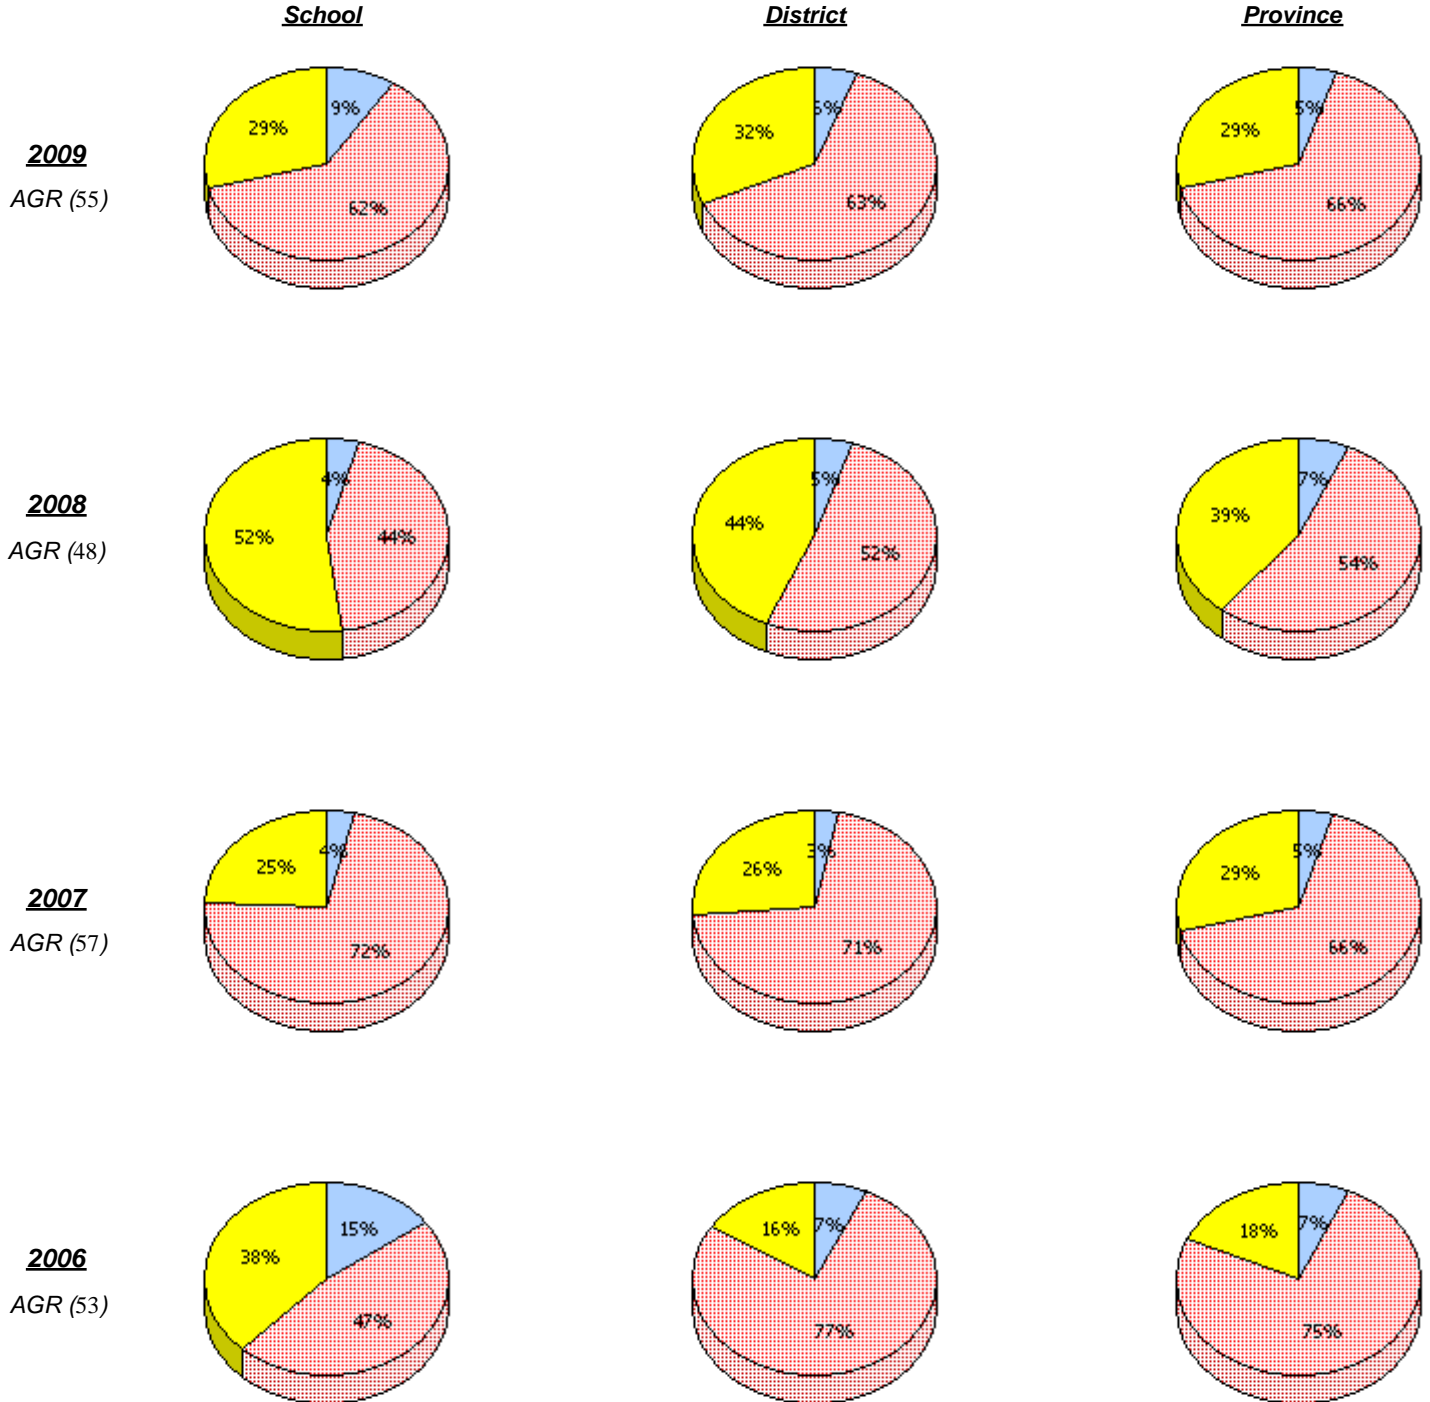 School District Province
9% 5% 5%
29% 32% 29%
2009
AGR (55)
62% 63% 66%
4% 5% 7%
52% 44% 39%
2008
AGR (48)
44% 52% 54%
4% 3% 5%
25% 26% 29%
2007
AGR (57)
72% 71% 66%
15% 7% 7%
38% 16% 18%
2006
AGR (53)
47% 77% 75%